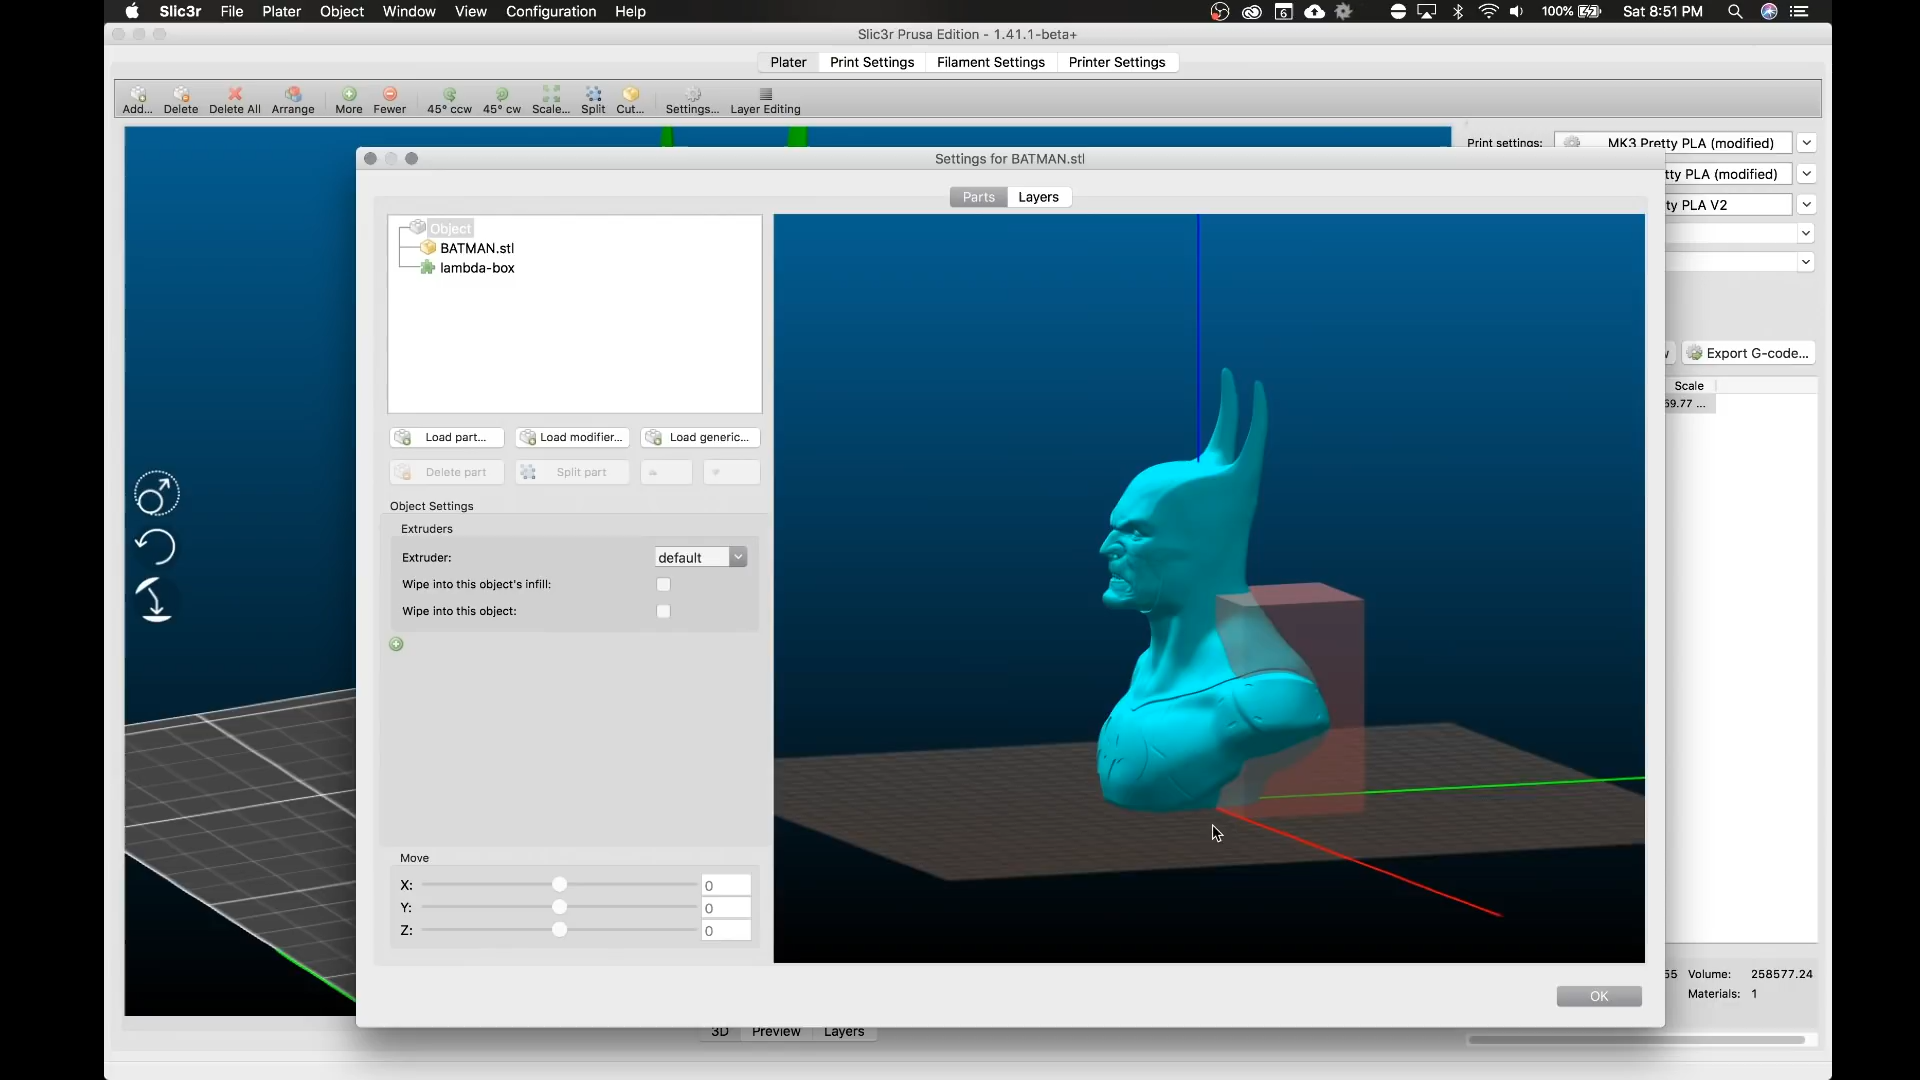 Slic3r File Plater Object Window View Configuration Help 6 100% Sat 8:51 PM
Slic3r Prusa Edition - 1.41.1-beta+
Plater Print Settings Filament Settings Printer Settings
Add... Delete Delete All Arrange More Fewer 45° ccw 45° cw Scale... Split Cut... Settings... Layer Editing
Print settings: MK3 Pretty PLA (modified)
Settings for BATMAN.stl
tty PLA (modified)
Parts Layers
ty PLA V2
Object
BATMAN.stl
lambda-box
Export G-code...
Scale
59.77 ...
Load part... Load modifier... Load generic...
Delete part Split part
Object Settings
Extruders
Extruder: default
Wipe into this object's infill:
Wipe into this object:
Move
X: 0
Y: 0
Z: 0
55 Volume: 258577.24
Materials: 1
OK
3D Preview Layers